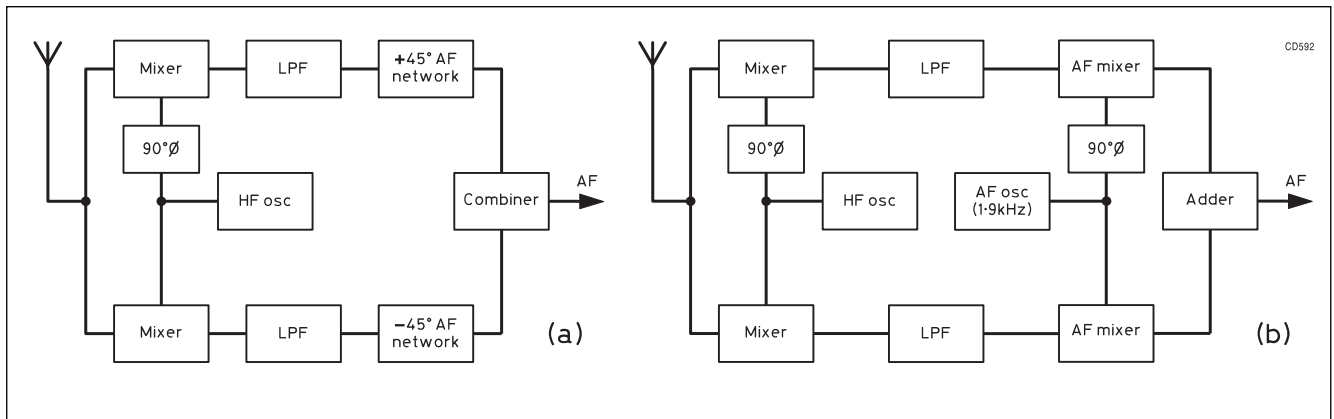 Mixer
LPF
+45° AF
network
90°Ø
HF osc
Combiner
AF
Mixer
LPF
−45° AF
network
(a)
Mixer
LPF
AF mixer
CD592
90°Ø
90°Ø
HF osc
AF osc
(1·9kHz)
Adder
AF
Mixer
LPF
AF mixer
(b)